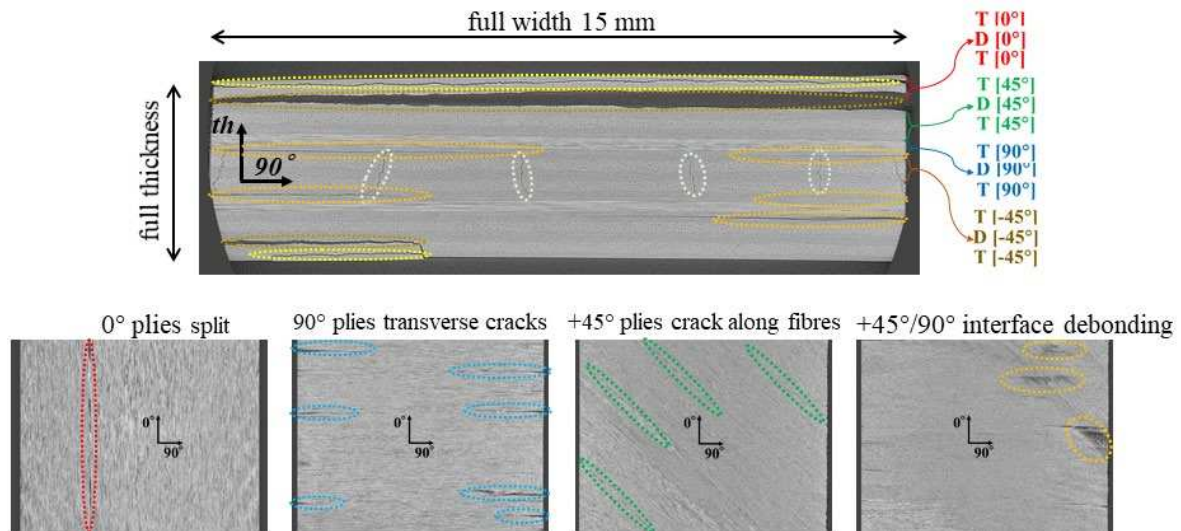 full width 15 mm
T [0°]
D [0°]
T [0°]
T [45°]
D [45°]
T [45°]
T [90°]
D [90°]
T [90°]
T [-45°]
D [-45°]
T [-45°]
full thickness
th
90°
0° plies split
90° plies transverse cracks
+45° plies crack along fibres
+45°/90° interface debonding
0°
90°
0°
90°
0°
90°
0°
90°